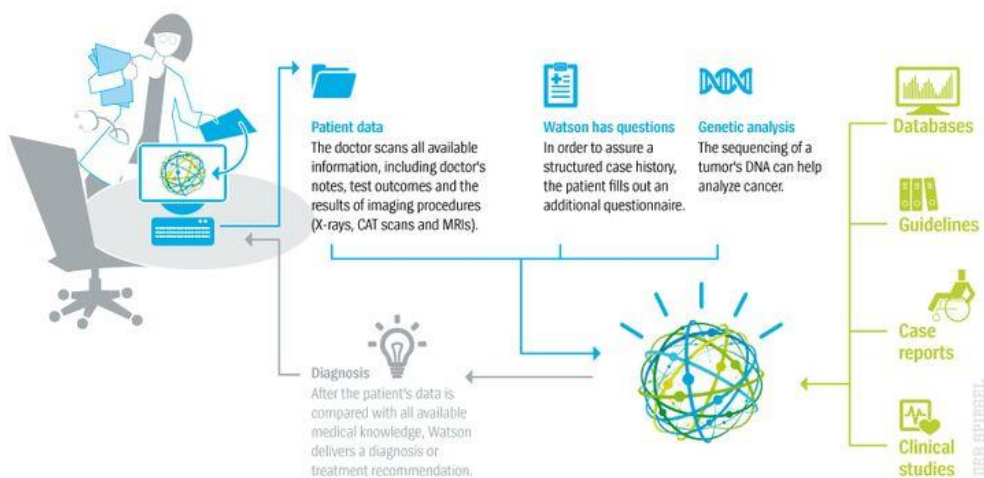 Patient data
The doctor scans all available
information, including doctor's
notes, test outcomes and the
results of imaging procedures
(X-rays, CAT scans and MRIs).
Watson has questions
In order to assure a
structured case history,
the patient fills out an
additional questionnaire.
Genetic analysis
The sequencing of a
tumor's DNA can help
analyze cancer.
Databases
Guidelines
Case
reports
Clinical
studies
Diagnosis
After the patient's data is
compared with all available
medical knowledge, Watson
delivers a diagnosis or
treatment recommendation.
DER SPIEGEL